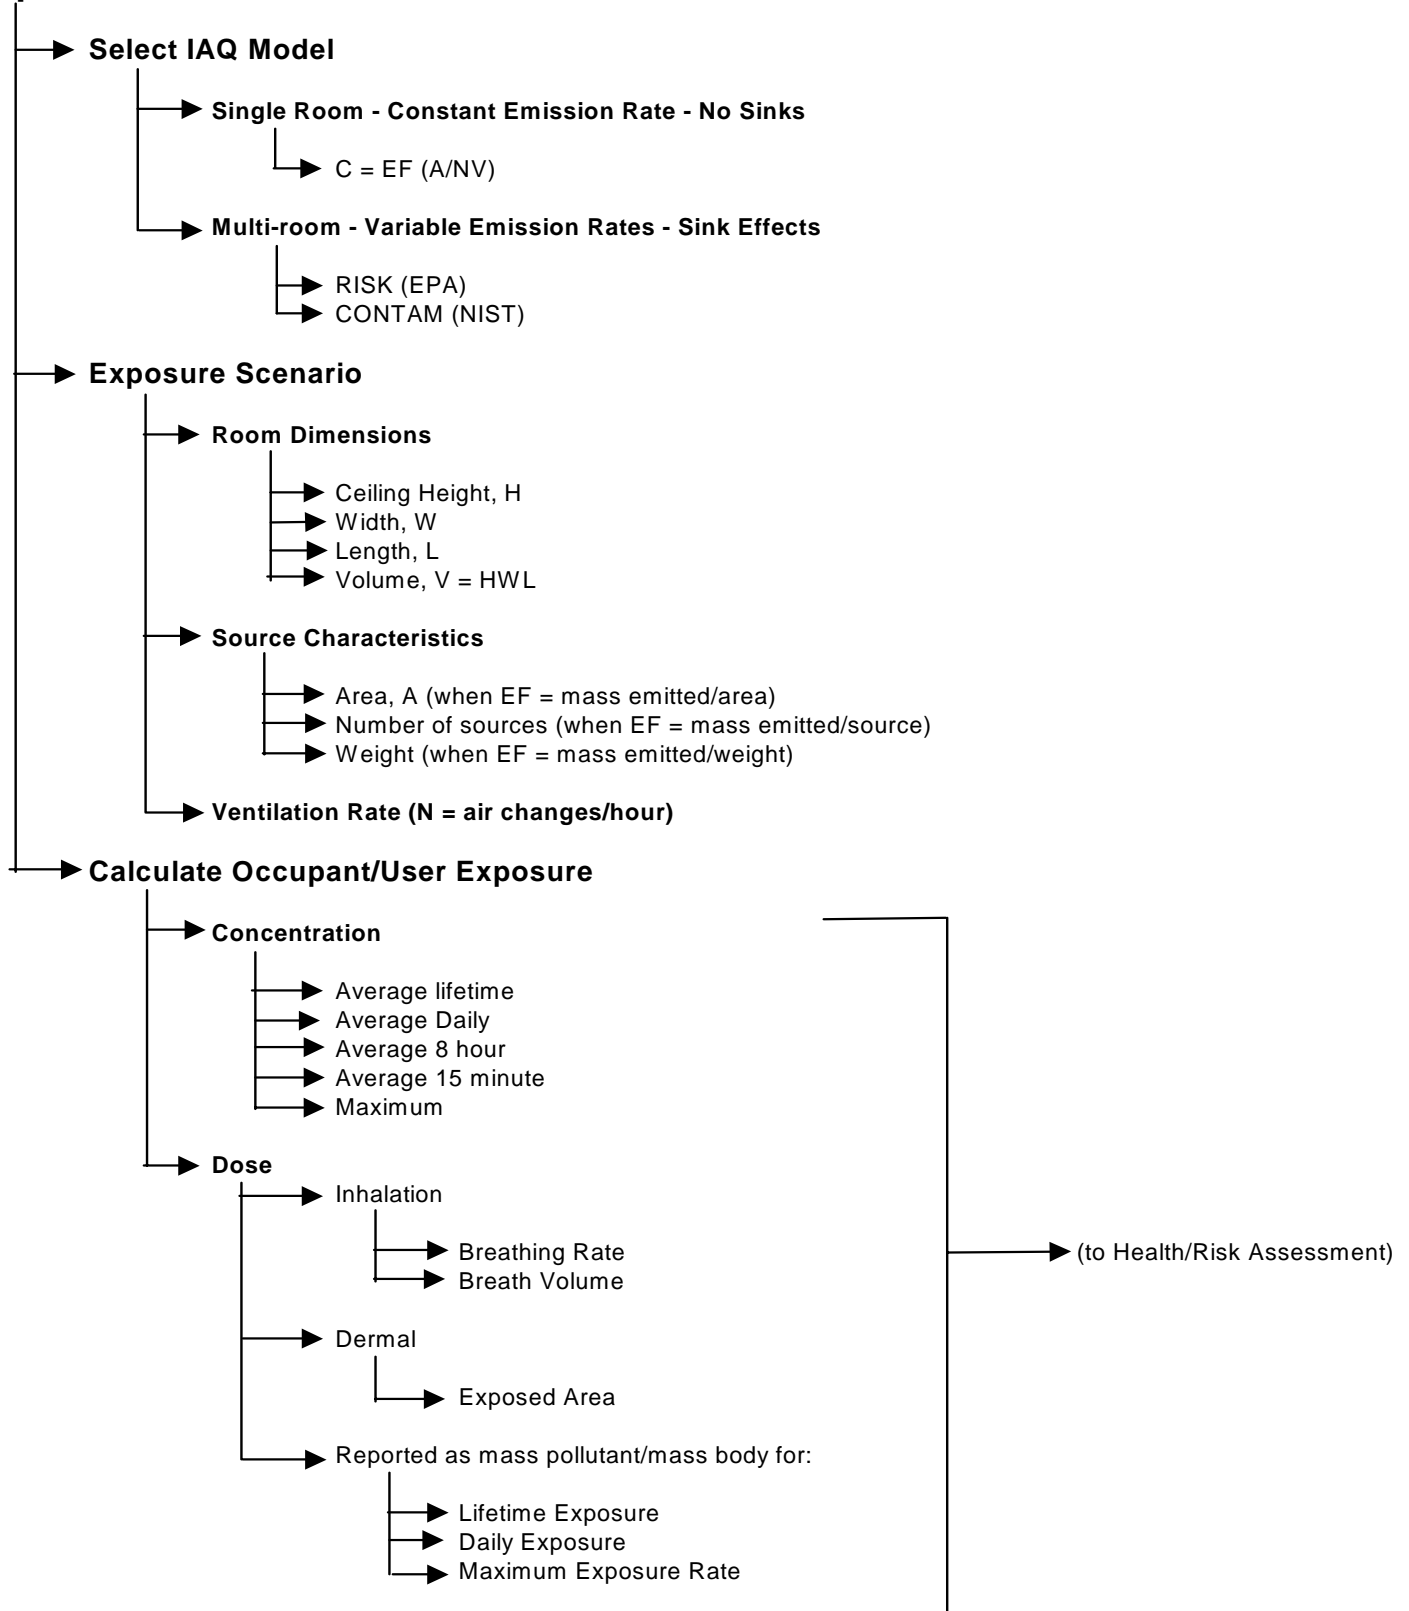 Select IAQ Model
Single Room - Constant Emission Rate - No Sinks
C = EF (A/NV)
Multi-room - Variable Emission Rates - Sink Effects
RISK (EPA)
CONTAM (NIST)
Exposure Scenario
Room Dimensions
Ceiling Height, H
Width, W
Length, L
Volume, V = HWL
Source Characteristics
Area, A (when EF = mass emitted/area)
Number of sources (when EF = mass emitted/source)
Weight (when EF = mass emitted/weight)
Ventilation Rate (N = air changes/hour)
Calculate Occupant/User Exposure
Concentration
Average lifetime
Average Daily
Average 8 hour
Average 15 minute
Maximum
Dose
Inhalation
Breathing Rate
Breath Volume
(to Health/Risk Assessment)
Dermal
Exposed Area
Reported as mass pollutant/mass body for:
Lifetime Exposure
Daily Exposure
Maximum Exposure Rate